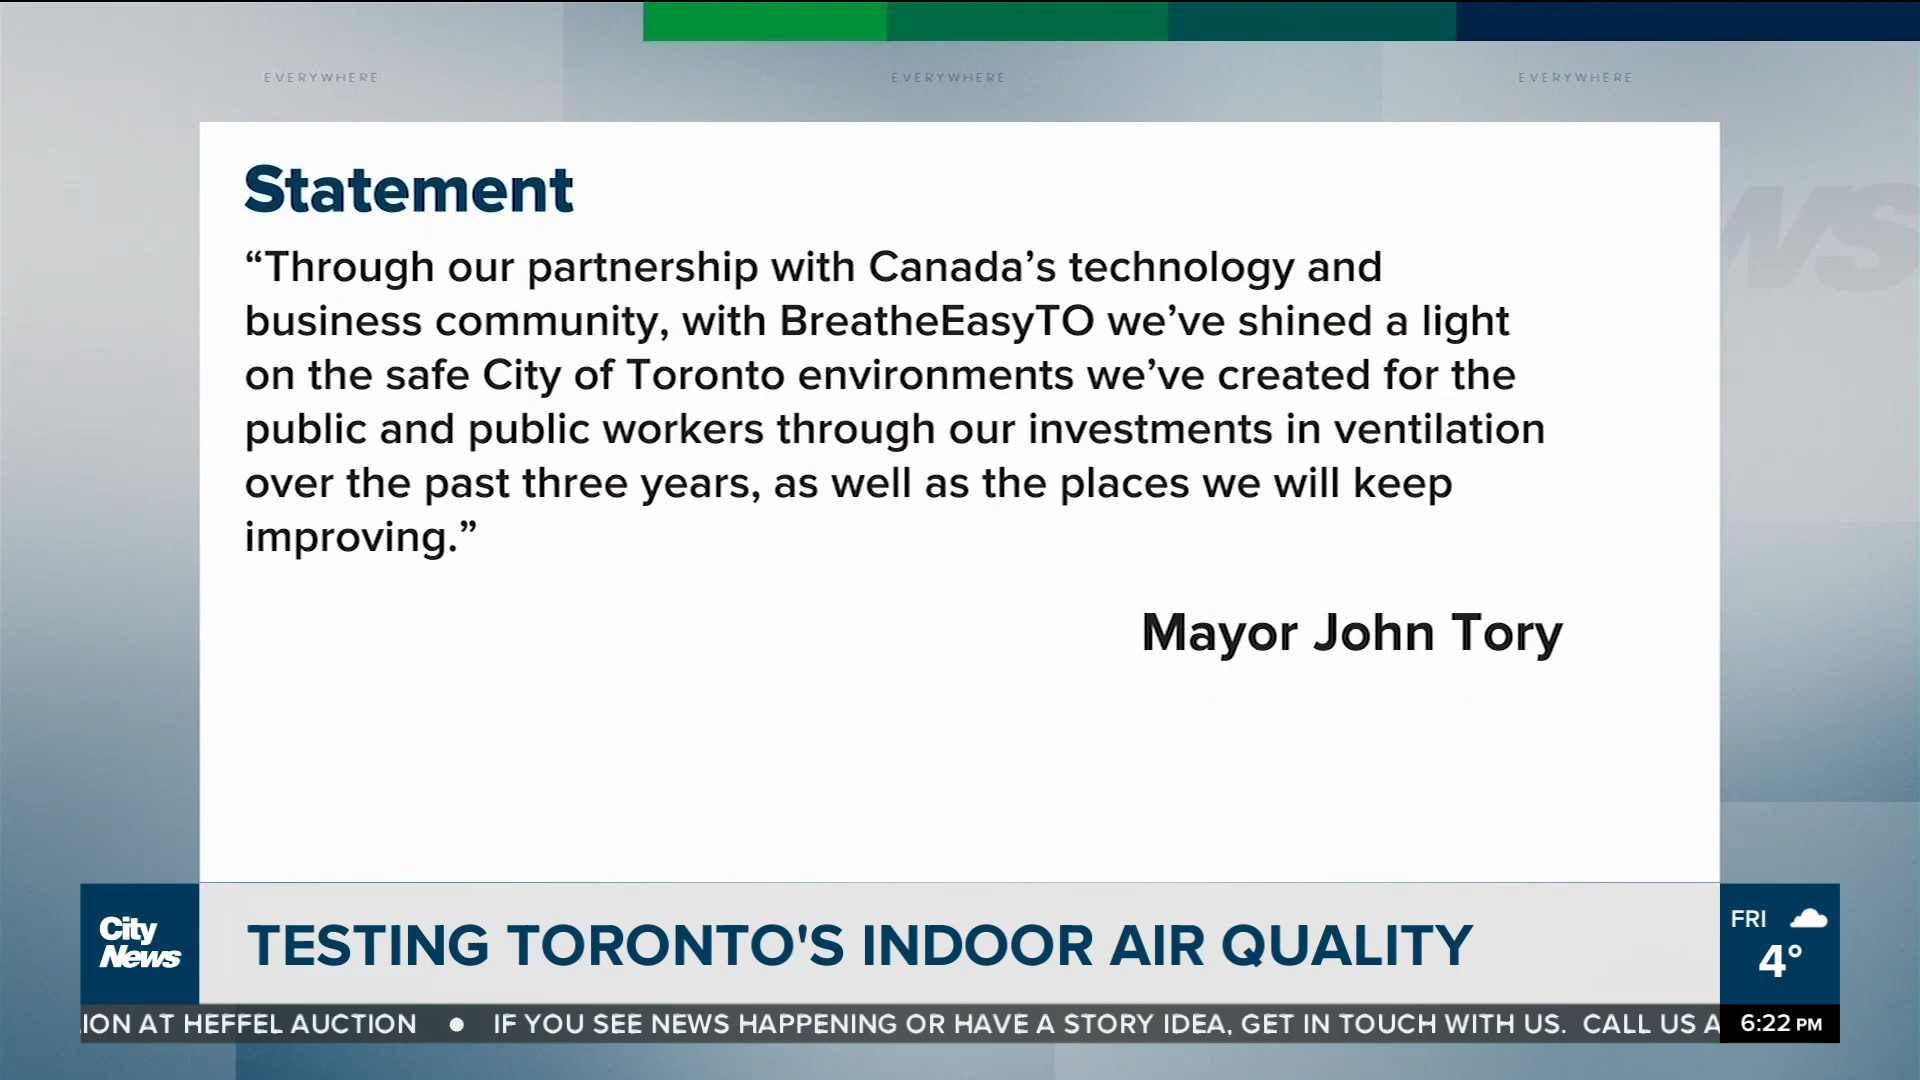 EVERYWHERE EVERYWHERE EVERYWHERE
Statement
“Through our partnership with Canada’s technology and
business community, with BreatheEasyTO we’ve shined a light
on the safe City of Toronto environments we’ve created for the
public and public workers through our investments in ventilation
over the past three years, as well as the places we will keep
improving.”
Mayor John Tory
City
News
TESTING TORONTO'S INDOOR AIR QUALITY
FRI
4°
ION AT HEFFEL AUCTION ● IF YOU SEE NEWS HAPPENING OR HAVE A STORY IDEA, GET IN TOUCH WITH US. CALL US A
6:22 PM